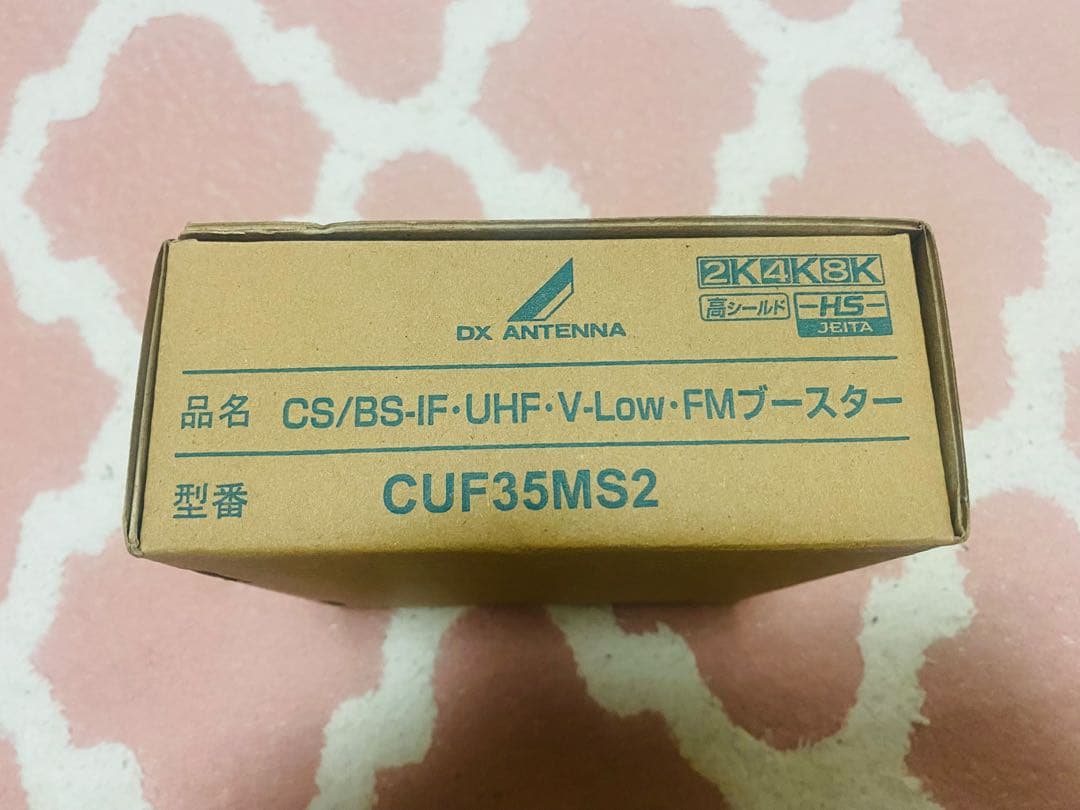 DX ANTENNA
2K4K8K
高シールド
HS
JEITA
品名 CS/BS-IF・UHF・V-Low・FMブースター
型番 CUF35MS2